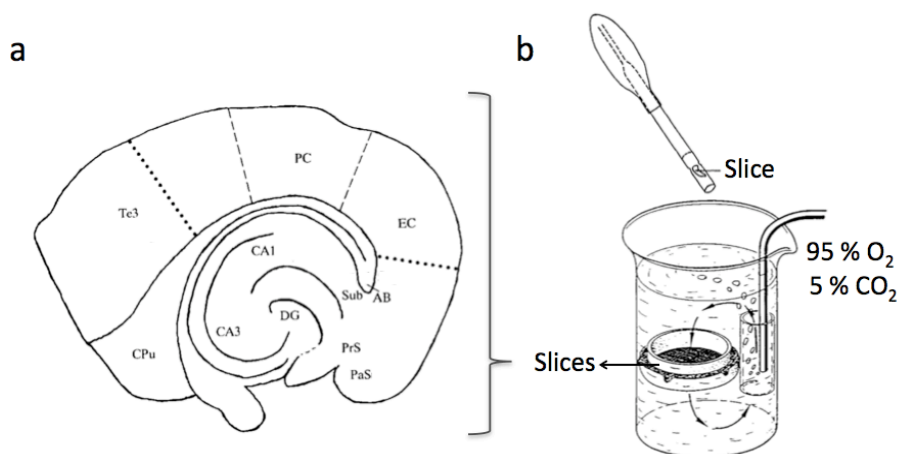 a
PC
Te3
EC
CA1
Sub
AB
DG
CA3
PrS
CPu
PaS
b
Slice
95 % O₂
5 % CO₂
Slices